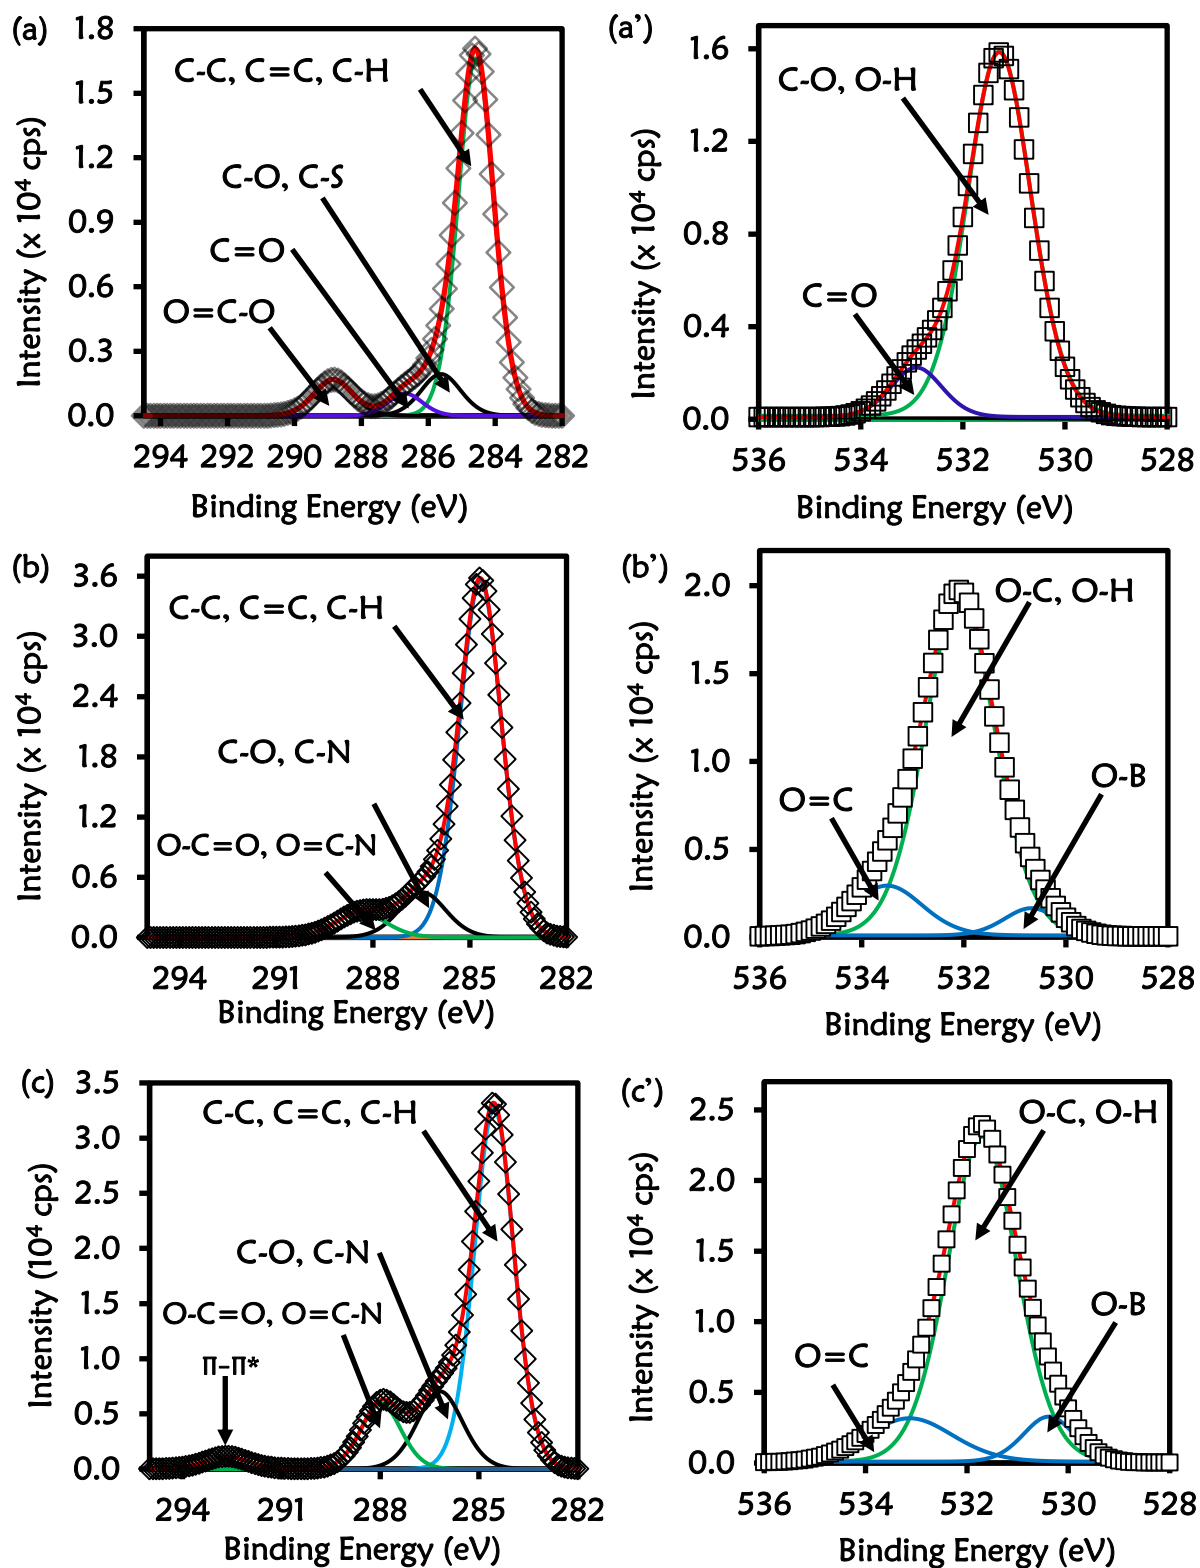 (a)
1.8
1.5
1.2
0.9
0.6
0.3
0.0
Intensity (x 10⁴ cps)
C-C, C=C, C-H
C-O, C-S
C=O
O=C-O
294 292 290 288 286 284 282
Binding Energy (eV)
(a')
1.6
1.2
0.8
0.4
0.0
Intensity (x 10⁴ cps)
C-O, O-H
C=O
536 534 532 530 528
Binding Energy (eV)
(b)
3.6
3.0
2.4
1.8
1.2
0.6
0.0
Intensity (x 10⁴ cps)
C-C, C=C, C-H
C-O, C-N
O-C=O, O=C-N
294 291 288 285 282
Binding Energy (eV)
(b')
2.0
1.5
1.0
0.5
0.0
Intensity (x 10⁴ cps)
O-C, O-H
O-B
O=C
536 534 532 530 528
Binding Energy (eV)
(c)
3.5
3.0
2.5
1.5
1.0
0.5
0.0
Intensity (10⁴ cps)
C-C, C=C, C-H
C-O, C-N
O-C=O, O=C-N
Π-Π*
294 291 288 285 282
Binding Energy (eV)
(c')
2.5
2.0
1.5
1.0
0.5
0.0
Intensity (x 10⁴ cps)
O-C, O-H
O-B
O=C
536 534 532 530 528
Binding Energy (eV)